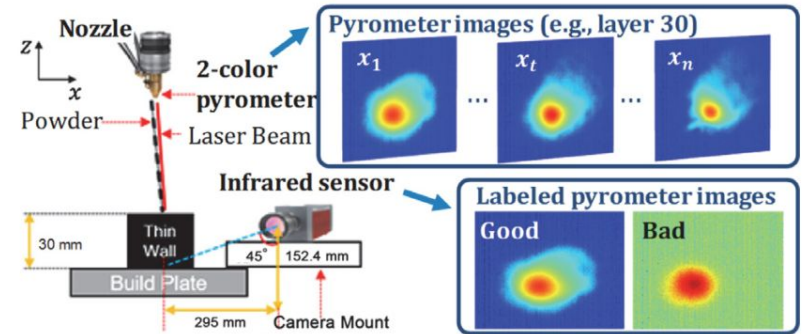 Nozzle
z
x
2-color
pyrometer
Powder
Laser Beam
Infrared sensor
30 mm
Thin
Wall
Build Plate
45°
152.4 mm
295 mm
Camera Mount
Pyrometer images (e.g., layer 30)
x1
...
xt
...
xn
Labeled pyrometer images
Good
Bad